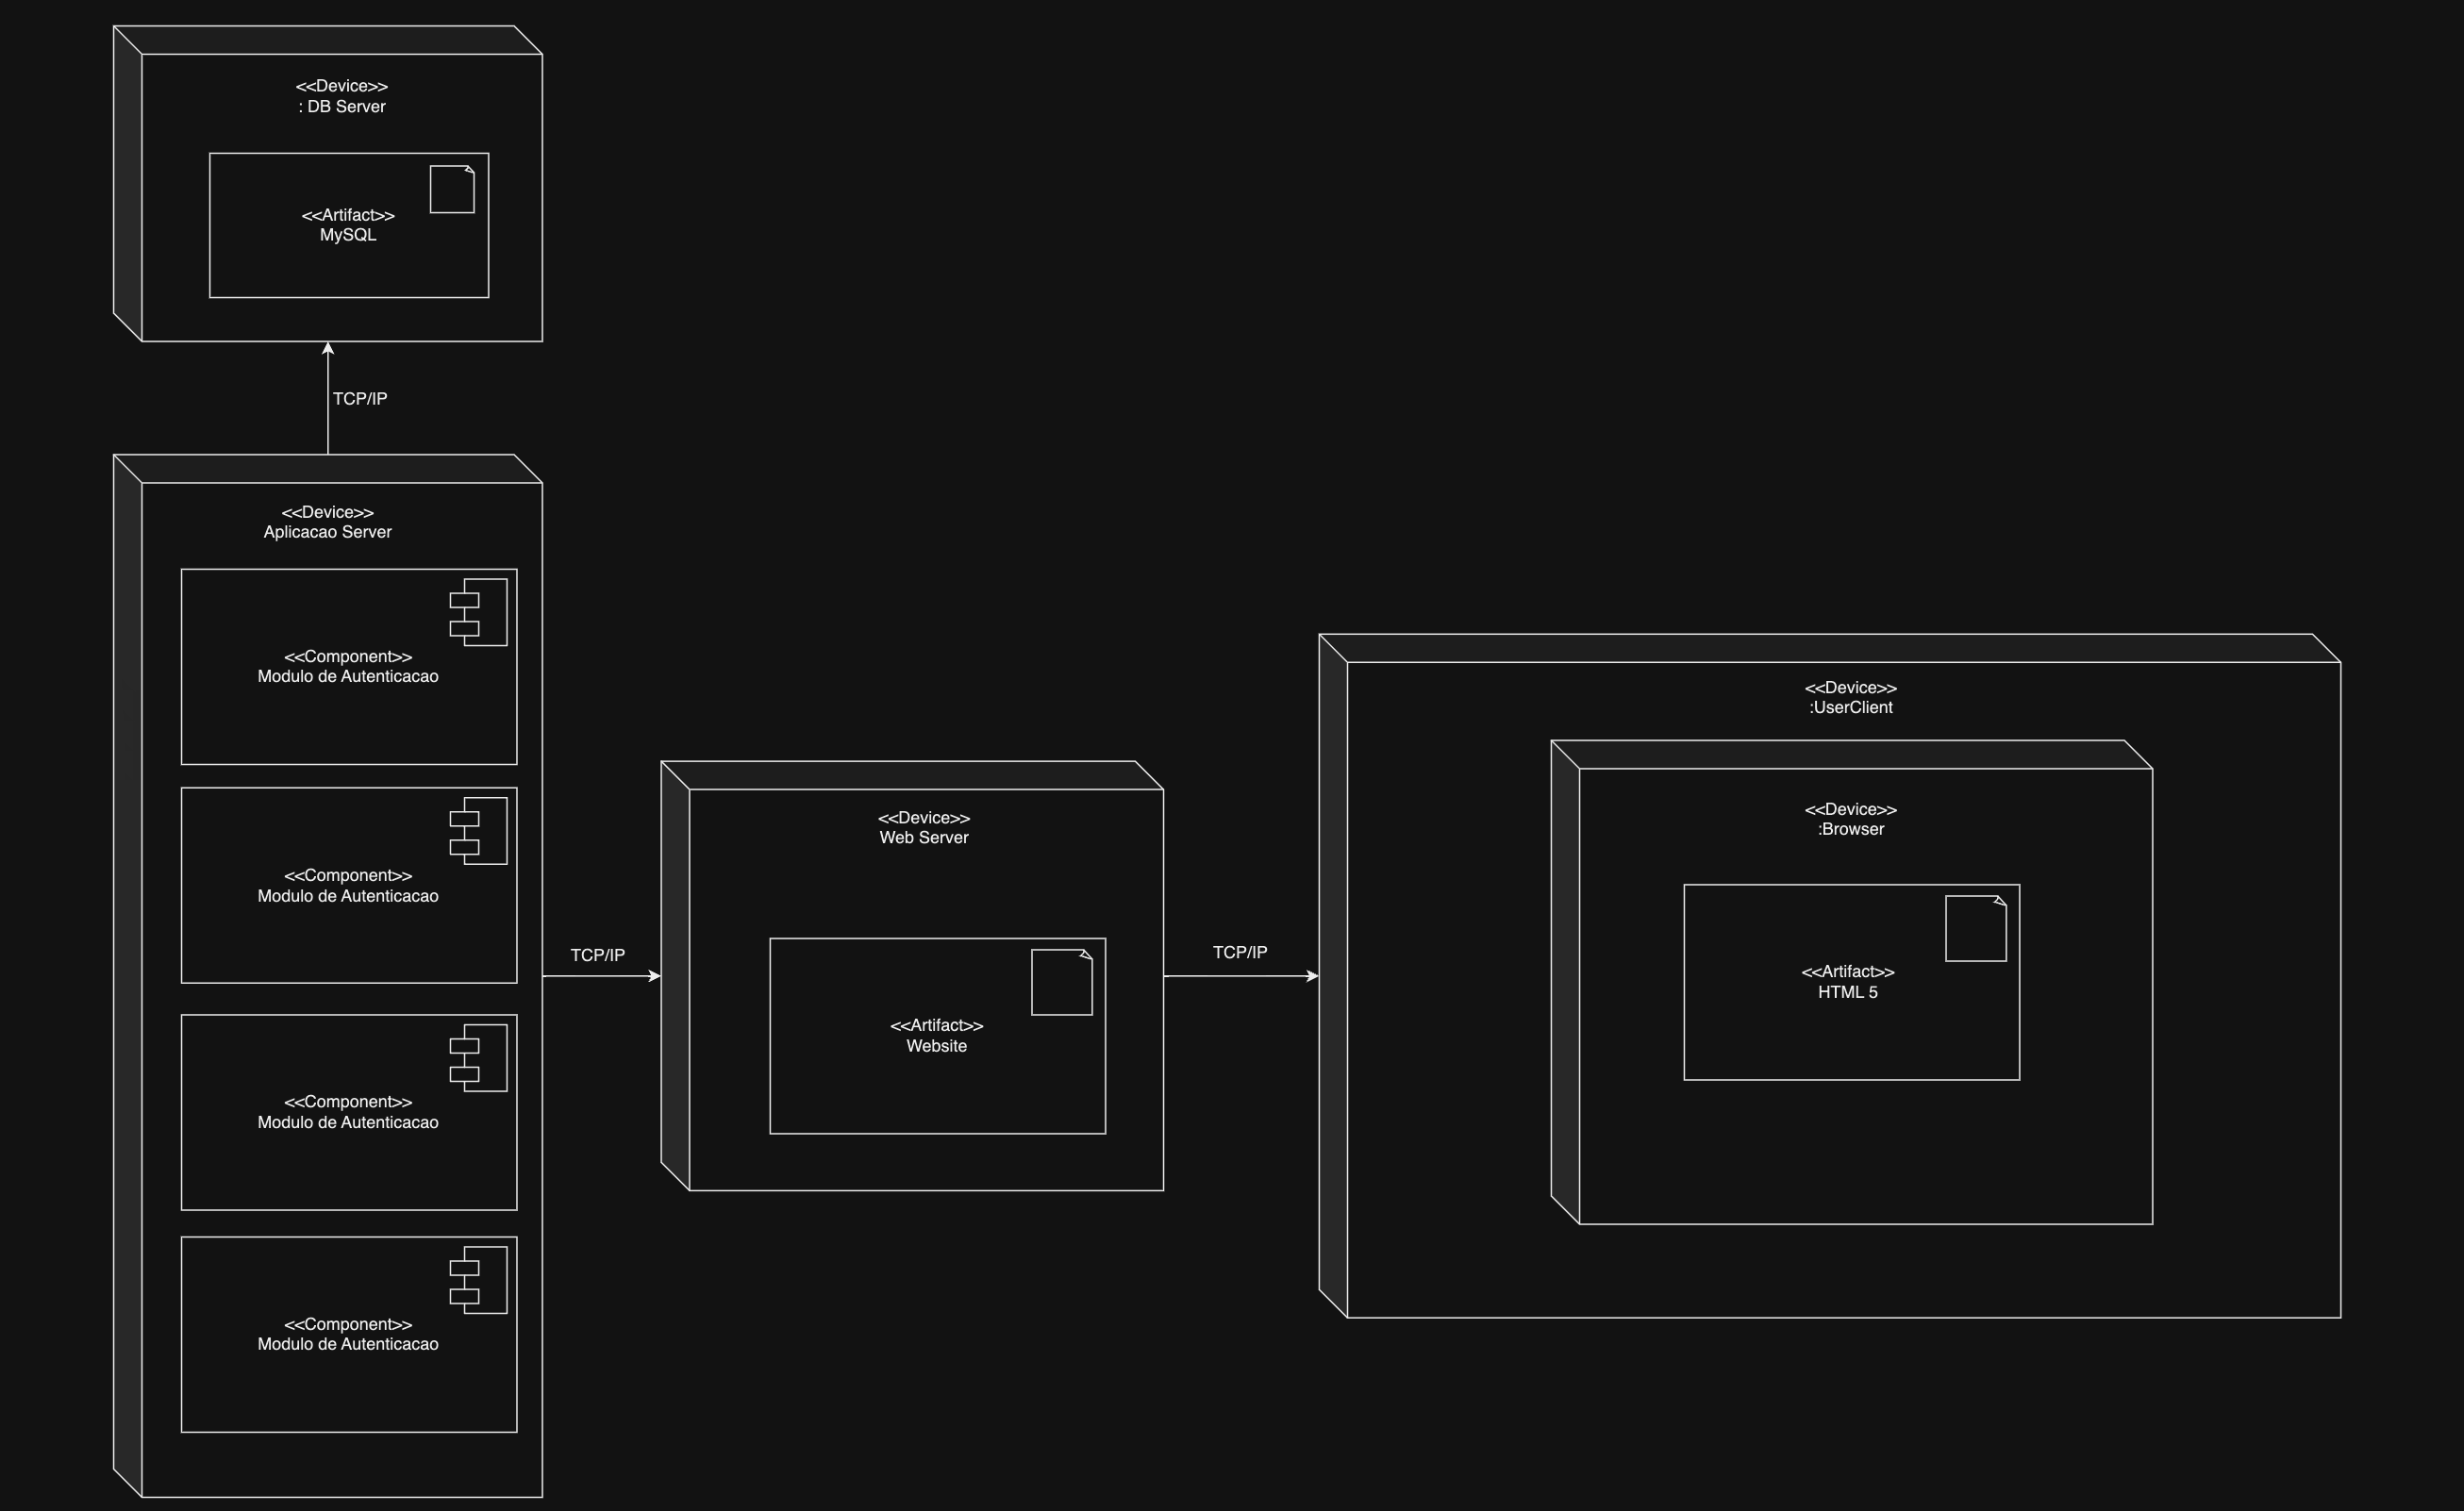 <<Device>>
: DB Server
<<Artifact>>
MySQL
TCP/IP
<<Device>>
Aplicacao Server
<<Component>>
Modulo de Autenticacao
<<Component>>
Modulo de Autenticacao
<<Component>>
Modulo de Autenticacao
<<Component>>
Modulo de Autenticacao
TCP/IP
<<Device>>
Web Server
<<Artifact>>
Website
TCP/IP
<<Device>>
:UserClient
<<Device>>
:Browser
<<Artifact>>
HTML 5